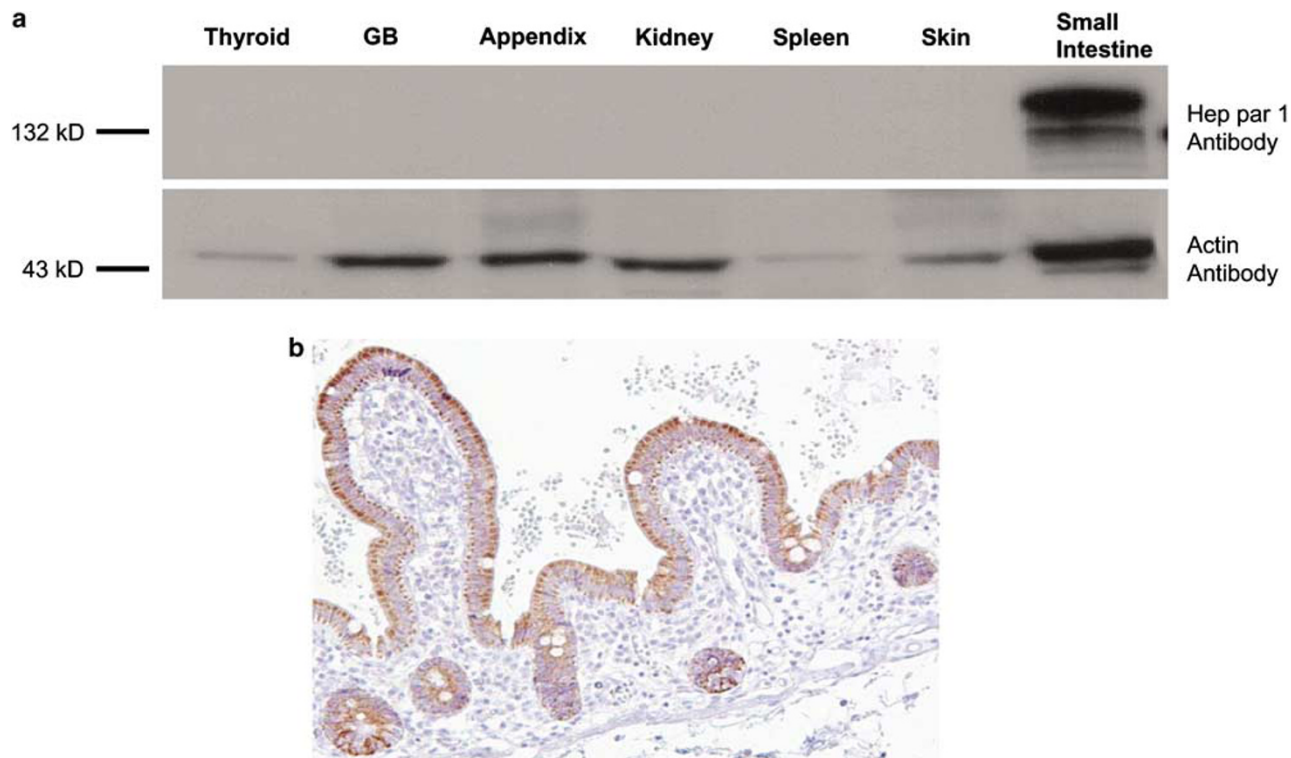 a
Thyroid GB Appendix Kidney Spleen Skin Small Intestine
132 kD
Hep par 1
Antibody
43 kD
Actin
Antibody
b